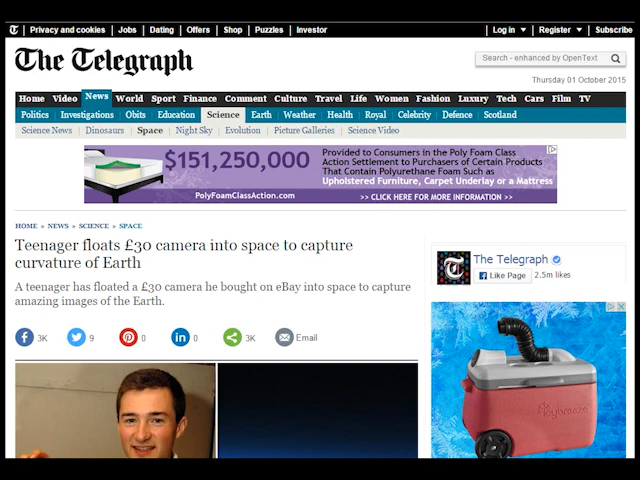 Privacy and cookies Jobs Dating Offers Shop Puzzles Investor Log in Register Subscribe
The Telegraph
Search - enhanced by OpenText
Thursday 01 October 2015
Home Video News World Sport Finance Comment Culture Travel Life Women Fashion Luxury Tech Cars Film TV
Politics Investigations Obits Education Science Earth Weather Health Royal Celebrity Defence Scotland
Science News Dinosaurs Space Night Sky Evolution Picture Galleries Science Video
$151,250,000
PolyFoamClassAction.com
Provided to Consumers in the Poly Foam Class
Action Settlement to Purchasers of Certain Products
That Contain Polyurethane Foam Such as
Upholstered Furniture, Carpet Underlay or a Mattress
>> CLICK HERE FOR MORE INFORMATION >>
HOME » NEWS » SCIENCE » SPACE
Teenager floats £30 camera into space to capture
curvature of Earth
A teenager has floated a £30 camera he bought on eBay into space to capture
amazing images of the Earth.
3K 9 0 0 3K Email
The Telegraph
Like Page 2.5m likes
icybreeze